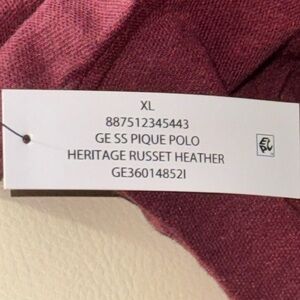 XL
887512345443
GE SS PIQUE POLO
HERITAGE RUSSET HEATHER
GE36014852I